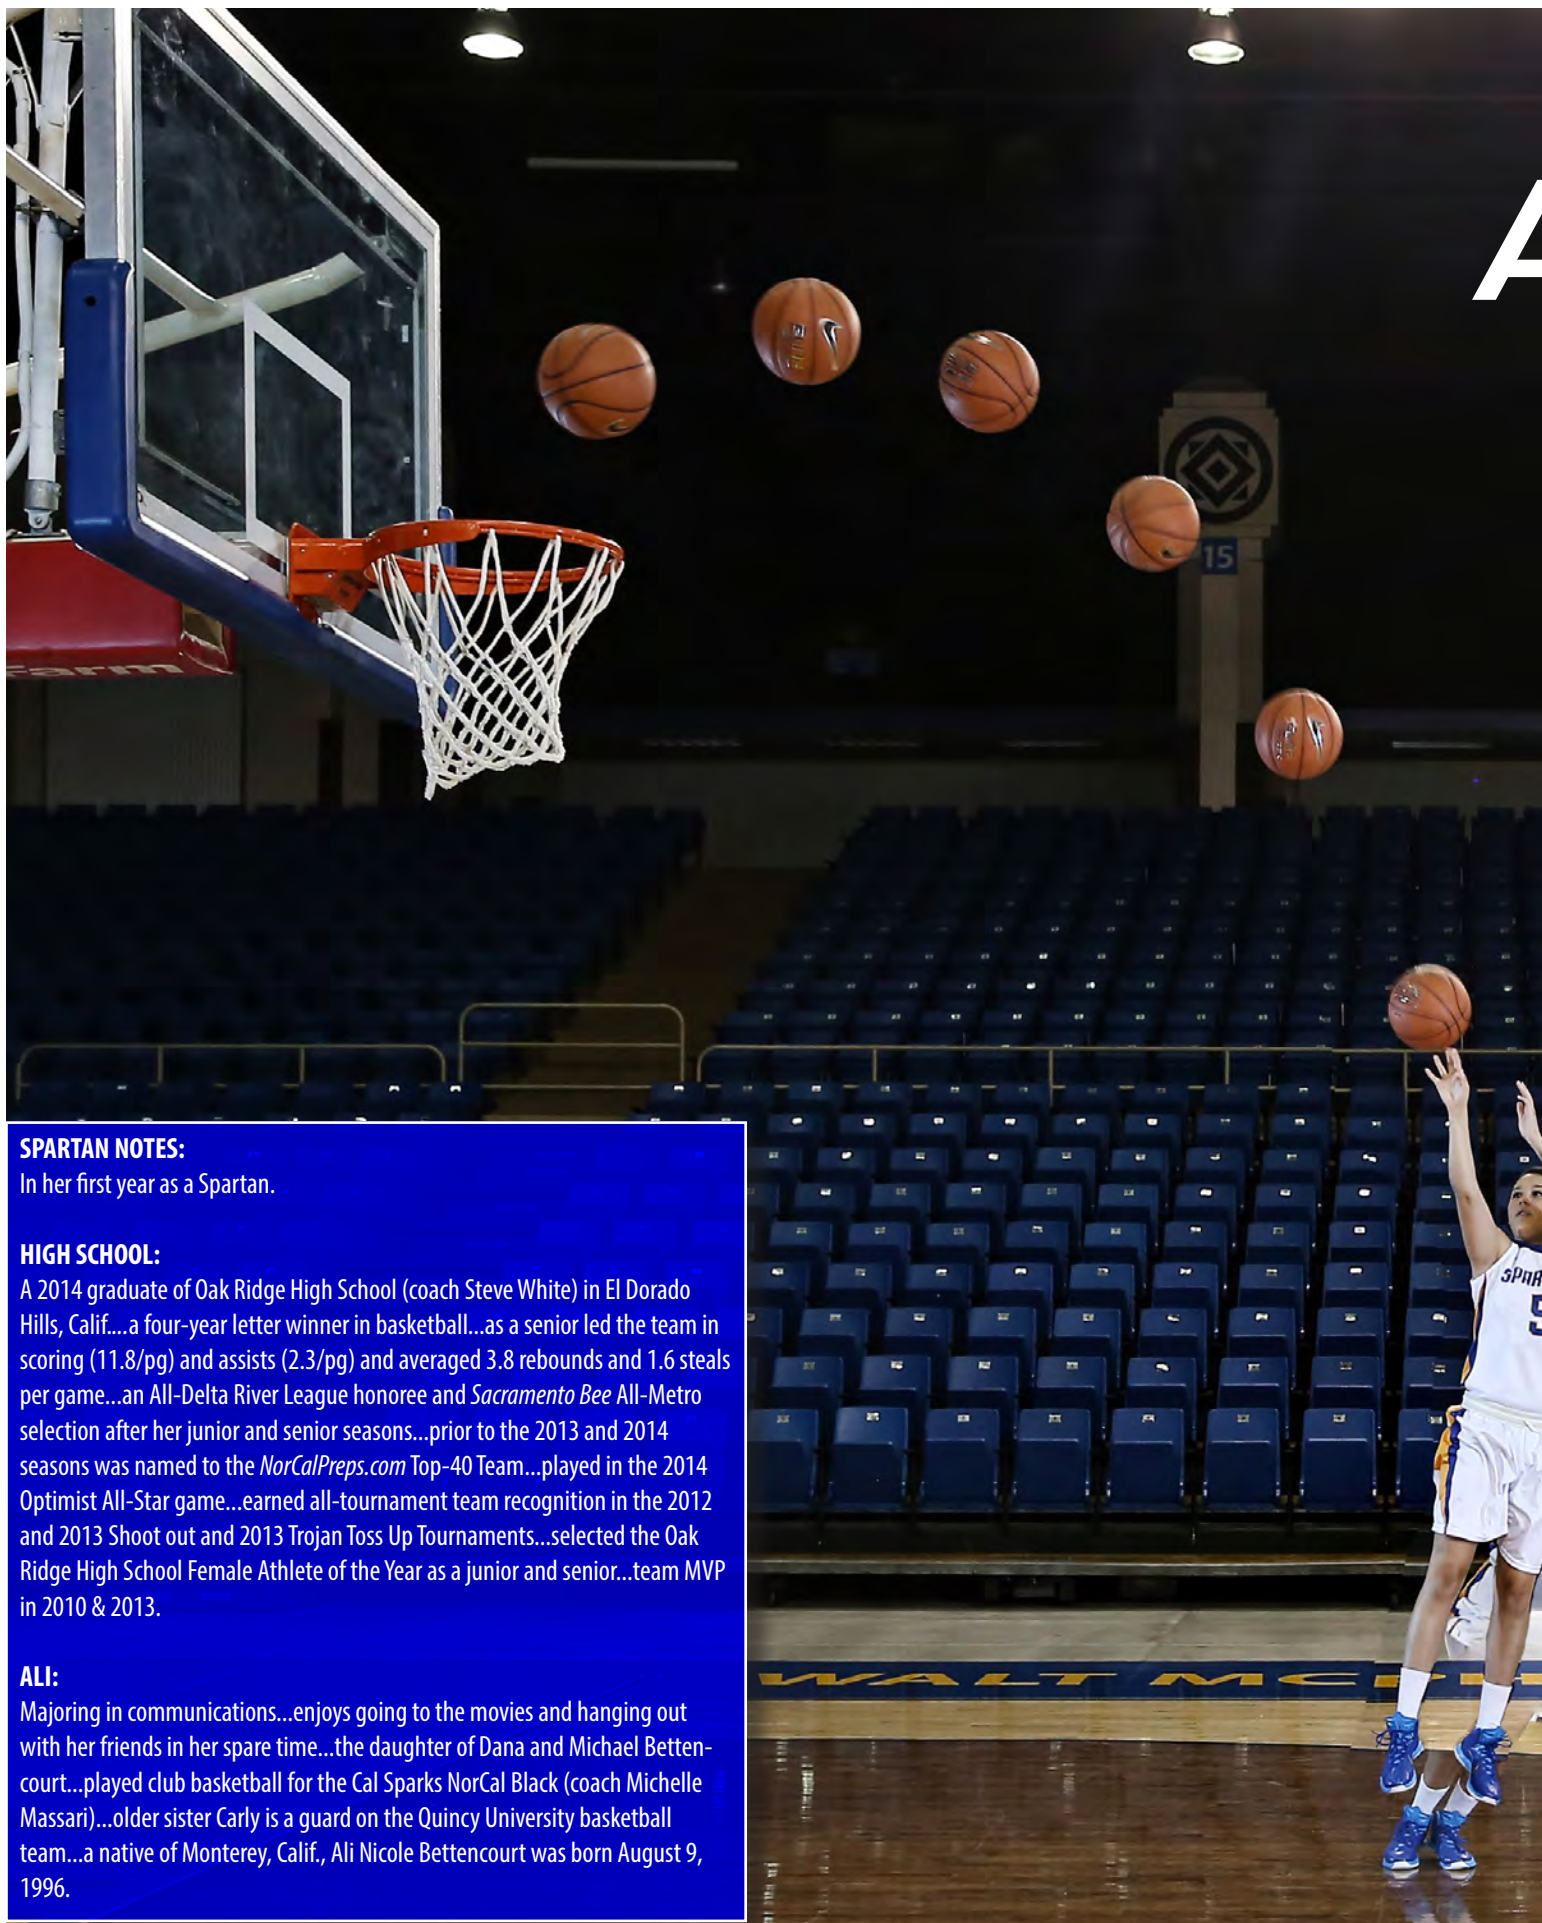 A
15
Farm
SPARTAN NOTES:
In her first year as a Spartan.
HIGH SCHOOL:
A 2014 graduate of Oak Ridge High School (coach Steve White) in El Dorado
Hills, Calif....a four-year letter winner in basketball...as a senior led the team in
scoring (11.8/pg) and assists (2.3/pg) and averaged 3.8 rebounds and 1.6 steals
per game...an All-Delta River League honoree and Sacramento Bee All-Metro
selection after her junior and senior seasons...prior to the 2013 and 2014
seasons was named to the NorCalPreps.com Top-40 Team...played in the 2014
Optimist All-Star game...earned all-tournament team recognition in the 2012
and 2013 Shoot out and 2013 Trojan Toss Up Tournaments...selected the Oak
Ridge High School Female Athlete of the Year as a junior and senior...team MVP
in 2010 & 2013.
ALI:
Majoring in communications...enjoys going to the movies and hanging out
with her friends in her spare time...the daughter of Dana and Michael Betten-
court...played club basketball for the Cal Sparks NorCal Black (coach Michelle
Massari)...older sister Carly is a guard on the Quincy University basketball
team...a native of Monterey, Calif., Ali Nicole Bettencourt was born August 9,
1996.
SPAR
5
WALT MCPH